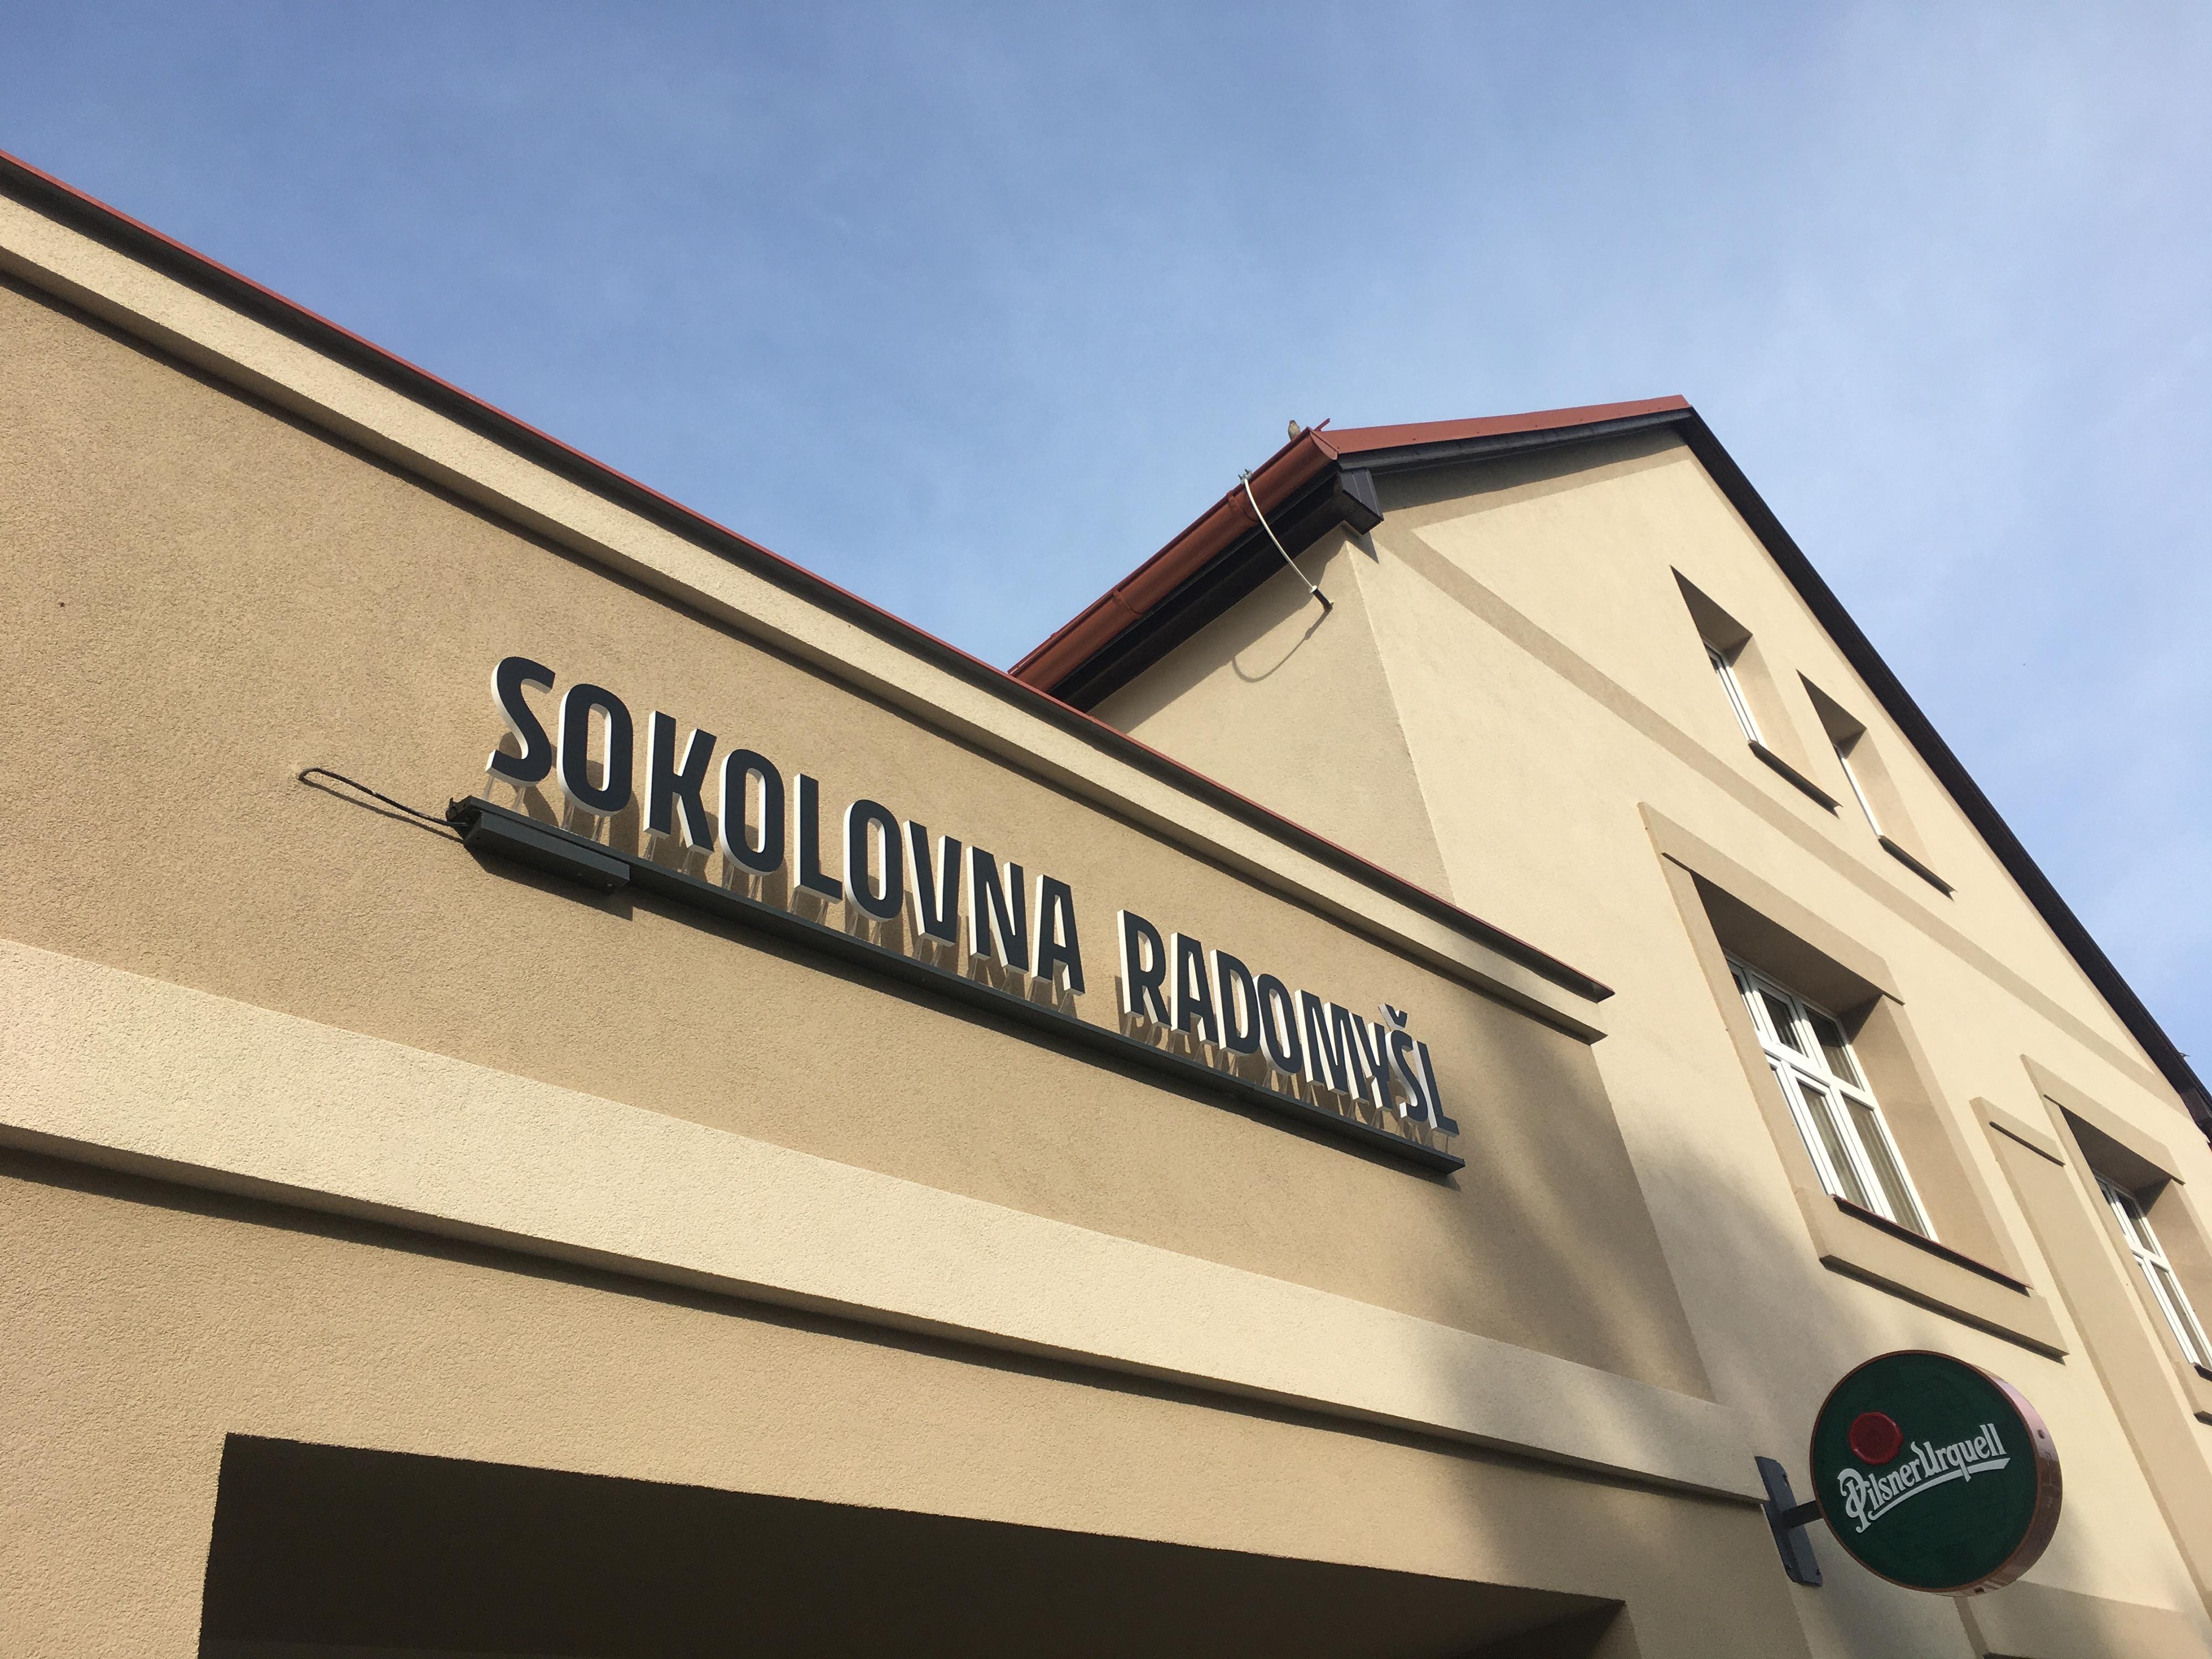 SOKOLOVNA RADOMYŠL
Pilsner Urquell